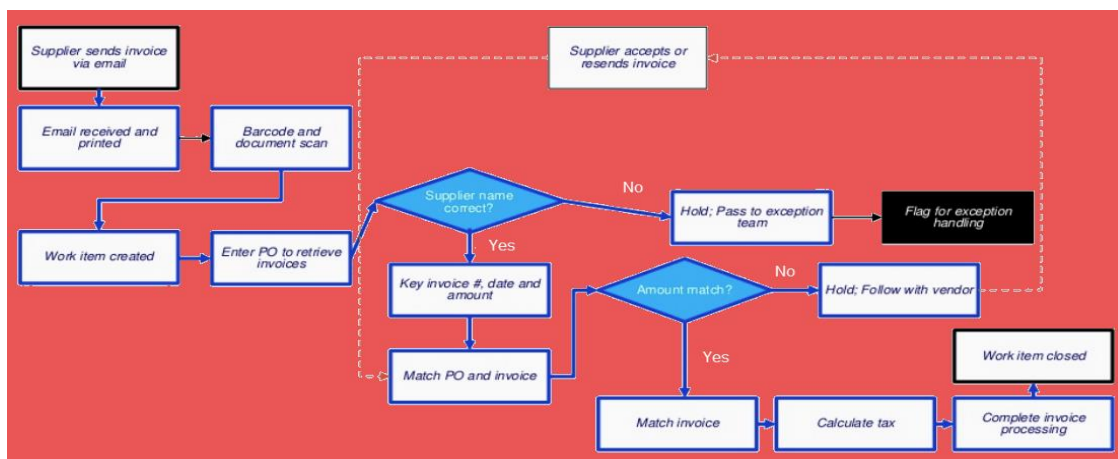 Supplier sends invoice
via email
Supplier accepts or
resends invoice
Email received and
printed
Barcode and
document scan
Supplier name
correct?
No
Hold; Pass to exception
team
Flag for exception
handling
Work item created
Enter PO to retrieve
invoices
Yes
Key invoice #, date and
amount
Amount match?
No
Hold; Follow with vendor
Match PO and invoice
Yes
Work item closed
Match invoice
Calculate tax
Complete invoice
processing